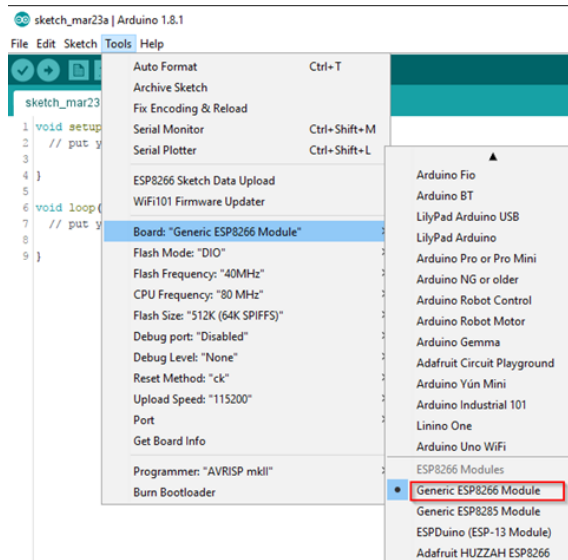 sketch_mar23a | Arduino 1.8.1
File Edit Sketch Tools Help
sketch_mar23
1 void setup
2 // put y
3
4 }
5
6 void loop(
7 // put y
8
9 }
Auto Format Ctrl+T
Archive Sketch
Fix Encoding & Reload
Serial Monitor Ctrl+Shift+M
Serial Plotter Ctrl+Shift+L
ESP8266 Sketch Data Upload
WiFi101 Firmware Updater
Board: "Generic ESP8266 Module"
Flash Mode: "DIO"
Flash Frequency: "40MHz"
CPU Frequency: "80 MHz"
Flash Size: "512K (64K SPIFFS)"
Debug port: "Disabled"
Debug Level: "None"
Reset Method: "ck"
Upload Speed: "115200"
Port
Get Board Info
Programmer: "AVRISP mkII"
Burn Bootloader
Arduino Fio
Arduino BT
LilyPad Arduino USB
LilyPad Arduino
Arduino Pro or Pro Mini
Arduino NG or older
Arduino Robot Control
Arduino Robot Motor
Arduino Gemma
Adafruit Circuit Playground
Arduino Yún Mini
Arduino Industrial 101
Linino One
Arduino Uno WiFi
ESP8266 Modules
Generic ESP8266 Module
Generic ESP8285 Module
ESPDuino (ESP-13 Module)
Adafruit HUZZAH ESP8266